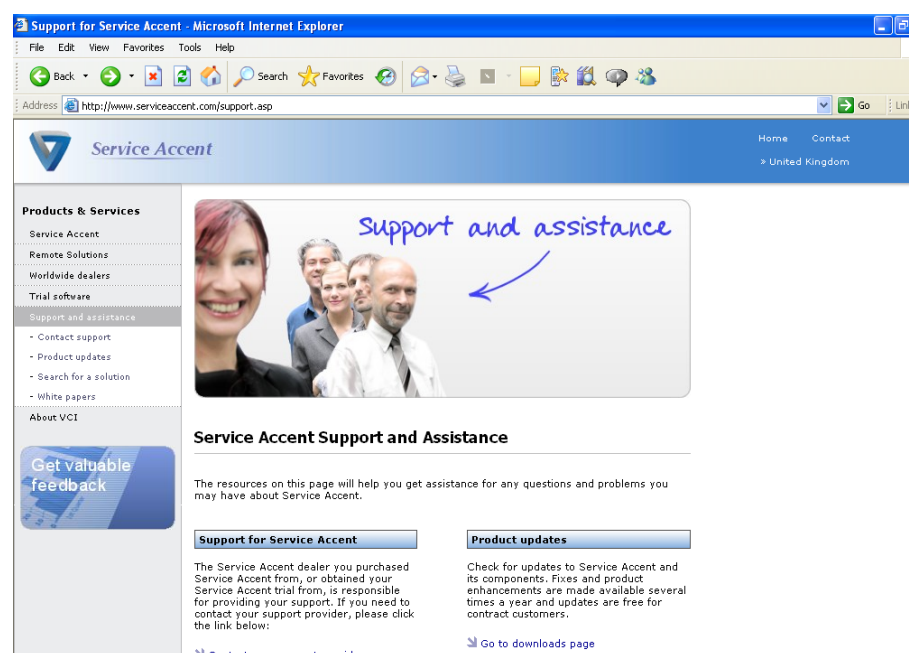 Support for Service Accent - Microsoft Internet Explorer
File Edit View Favorites Tools Help
Back Search Favorites
Address http://www.serviceaccent.com/support.asp Go
Service Accent
Home Contact
» United Kingdom
Products & Services
Service Accent
Remote Solutions
Worldwide dealers
Trial software
Support and assistance
- Contact support
- Product updates
- Search for a solution
- White papers
About VCI
Get valuable
feedback
Support and assistance
Service Accent Support and Assistance
The resources on this page will help you get assistance for any questions and problems you
may have about Service Accent.
Support for Service Accent
The Service Accent dealer you purchased
Service Accent from, or obtained your
Service Accent trial from, is responsible
for providing your support. If you need to
contact your support provider, please click
the link below:
Product updates
Check for updates to Service Accent and
its components. Fixes and product
enhancements are made available several
times a year and updates are free for
contract customers.
Go to downloads page